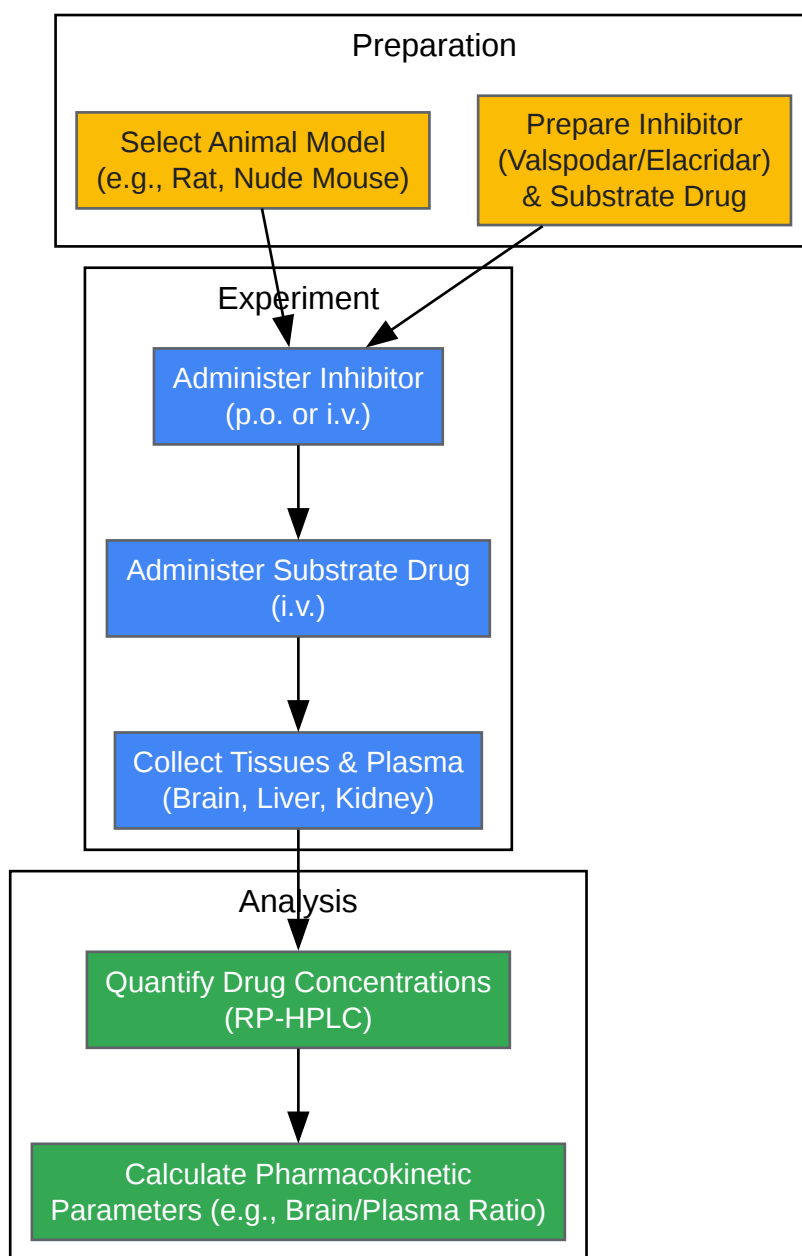 Preparation
Select Animal Model
(e.g., Rat, Nude Mouse)
Prepare Inhibitor
(Valspodar/Elacridar)
& Substrate Drug
Experiment
Administer Inhibitor
(p.o. or i.v.)
Administer Substrate Drug
(i.v.)
Collect Tissues & Plasma
(Brain, Liver, Kidney)
Analysis
Quantify Drug Concentrations
(RP-HPLC)
Calculate Pharmacokinetic
Parameters (e.g., Brain/Plasma Ratio)